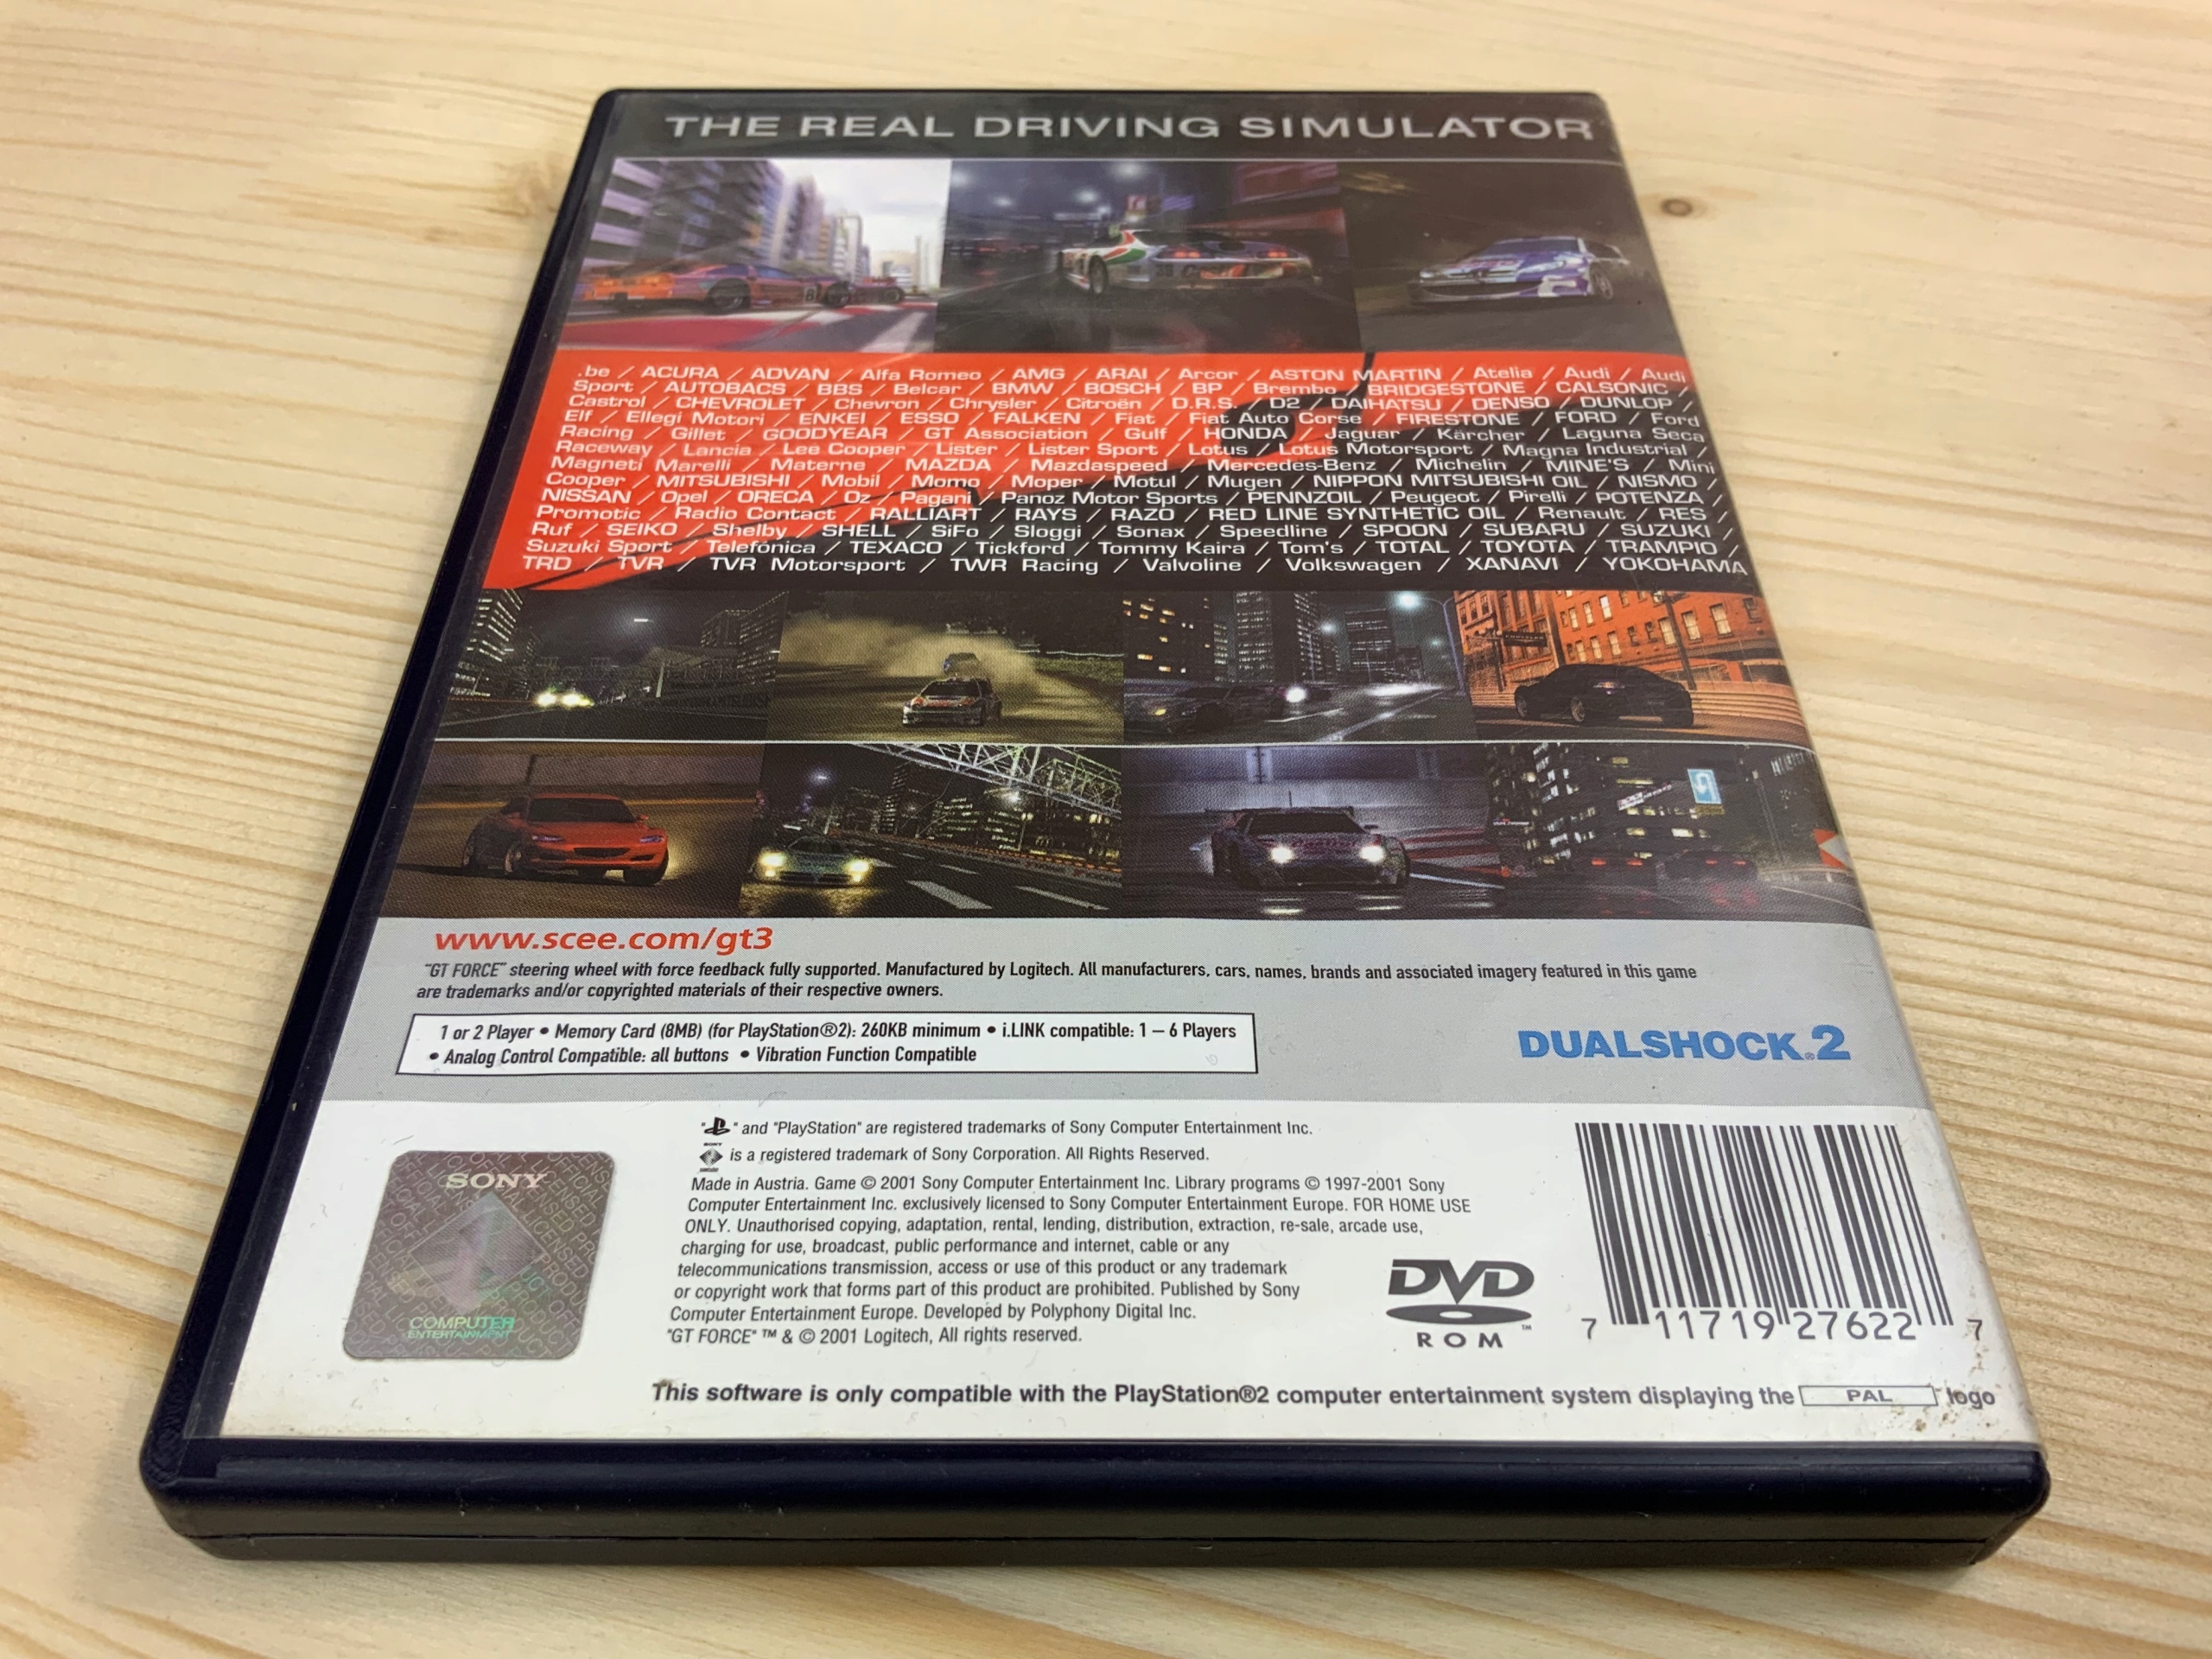 THE REAL DRIVING SIMULATOR
.be / ACURA / ADVAN / Alfa Romeo / AMG / ARAI / Arcor / ASTON MARTIN / Atelia / Audi / Audi
Sport / AUTOBACS / BBS / Belcar / BMW / BOSCH / BP / Brembo / BRIDGESTONE / CALSONIC /
Castrol / CHEVROLET / Chevron / Chrysler / Citroën / D.R.S. / D2 / DAIHATSU / DENSO / DUNLOP /
Elf / Ellegi Motori / ENKEI / ESSO / FALKEN / Fiat / Fiat Auto Corse / FIRESTONE / FORD / Ford
Racing / Gillet / GOODYEAR / GT Association / Gulf / HONDA / Jaguar / Kärcher / Laguna Seca
Raceway / Lancia / Lee Cooper / Lister / Lister Sport / Lotus / Lotus Motorsport / Magna Industrial /
Magneti Marelli / Materne / MAZDA / Mazdaspeed / Mercedes-Benz / Michelin / MINE'S / Mini
Cooper / MITSUBISHI / Mobil / Momo / Moper / Motul / Mugen / NIPPON MITSUBISHI OIL / NISMO /
NISSAN / Opel / ORECA / Oz / Pagani / Panoz Motor Sports / PENNZOIL / Peugeot / Pirelli / POTENZA /
Promotic / Radio Contact / RALLIART / RAYS / RAZO / RED LINE SYNTHETIC OIL / Renault / RES /
Ruf / SEIKO / Shelby / SHELL / SiFo / Sloggi / Sonax / Speedline / SPOON / SUBARU / SUZUKI /
Suzuki Sport / Telefónica / TEXACO / Tickford / Tommy Kaira / Tom's / TOTAL / TOYOTA / TRAMPIO /
TRD / TVR / TVR Motorsport / TWR Racing / Valvoline / Volkswagen / XANAVI / YOKOHAMA
www.scee.com/gt3
"GT FORCE" steering wheel with force feedback fully supported. Manufactured by Logitech. All manufacturers, cars, names, brands and associated imagery featured in this game
are trademarks and/or copyrighted materials of their respective owners.
1 or 2 Player • Memory Card (8MB) (for PlayStation®2): 260KB minimum • i.LINK compatible: 1 – 6 Players
• Analog Control Compatible: all buttons • Vibration Function Compatible
DUALSHOCK®2
" " and "PlayStation" are registered trademarks of Sony Computer Entertainment Inc.
is a registered trademark of Sony Corporation. All Rights Reserved.
Made in Austria. Game © 2001 Sony Computer Entertainment Inc. Library programs © 1997-2001 Sony
Computer Entertainment Inc. exclusively licensed to Sony Computer Entertainment Europe. FOR HOME USE
ONLY. Unauthorised copying, adaptation, rental, lending, distribution, extraction, re-sale, arcade use,
charging for use, broadcast, public performance and internet, cable or any
telecommunications transmission, access or use of this product or any trademark
or copyright work that forms part of this product are prohibited. Published by Sony
Computer Entertainment Europe. Developed by Polyphony Digital Inc.
"GT FORCE" ™ & © 2001 Logitech, All rights reserved.
SONY
COMPUTER
ENTERTAINMENT
DVD
ROM ™
7 11719 27622 7
This software is only compatible with the PlayStation®2 computer entertainment system displaying the PAL logo